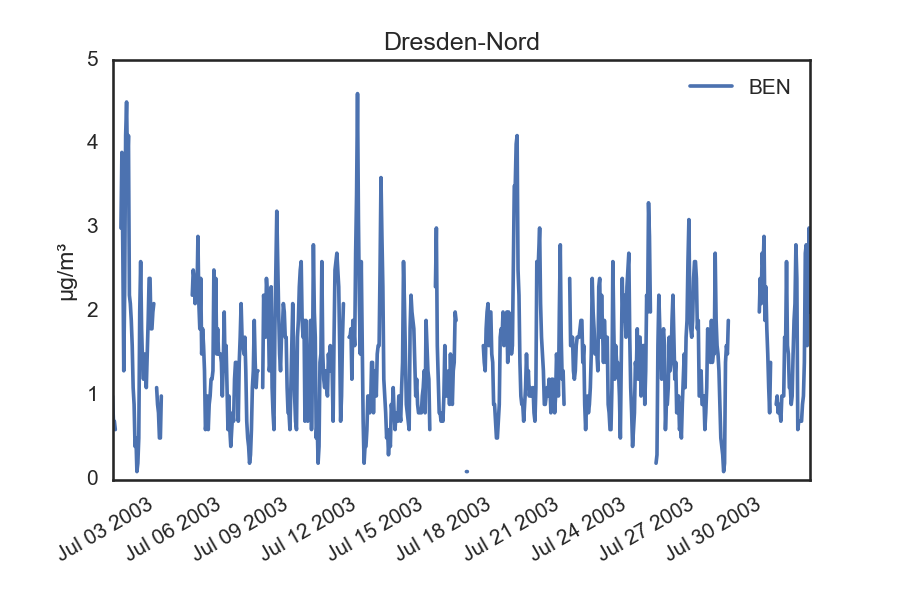 Dresden-Nord
BEN
µg/m³
5
4
3
2
1
0
Jul 03 2003
Jul 06 2003
Jul 09 2003
Jul 12 2003
Jul 15 2003
Jul 18 2003
Jul 21 2003
Jul 24 2003
Jul 27 2003
Jul 30 2003